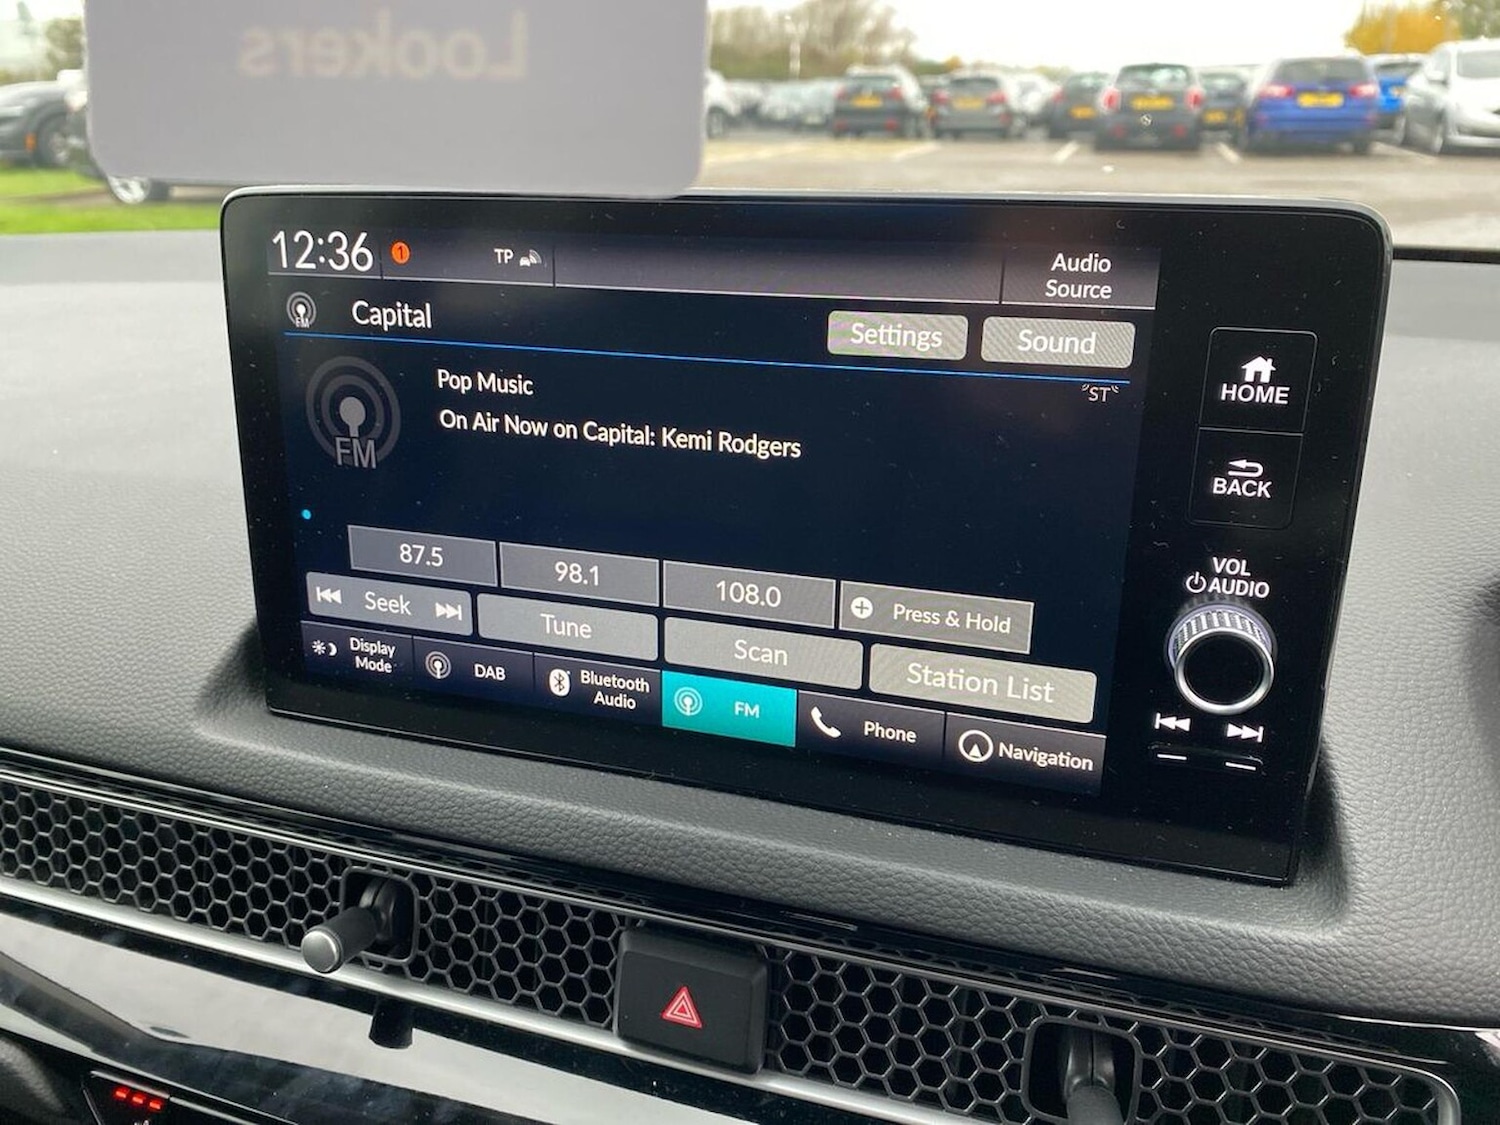 Lookers
12:36
1
TP
Audio
Source
FM
Capital
Settings
Sound
ST
FM
Pop Music
On Air Now on Capital: Kemi Rodgers
87.5
98.1
108.0
Press & Hold
Seek
Tune
Scan
Station List
Display
Mode
DAB
Bluetooth
Audio
FM
Phone
Navigation
HOME
BACK
VOL
AUDIO